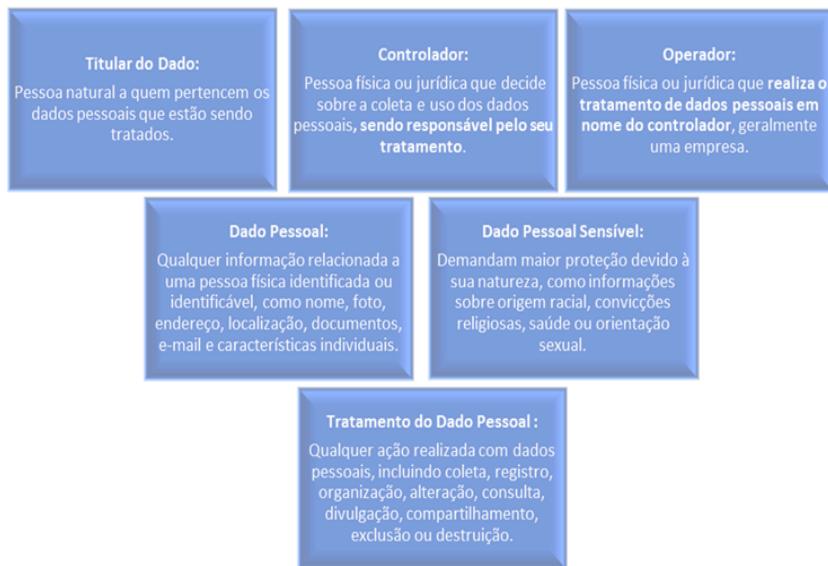 Titular do Dado:
Pessoa natural a quem pertencem os
dados pessoais que estão sendo
tratados.
Controlador:
Pessoa física ou jurídica que decide
sobre a coleta e uso dos dados
pessoais, sendo responsável pelo seu
tratamento.
Operador:
Pessoa física ou jurídica que realiza o
tratamento de dados pessoais em
nome do controlador, geralmente
uma empresa.
Dado Pessoal:
Qualquer informação relacionada a
uma pessoa física identificada ou
identificável, como nome, foto,
endereço, localização, documentos,
e-mail e características individuais.
Dado Pessoal Sensível:
Demandam maior proteção devido à
sua natureza, como informações
sobre origem racial, convicções
religiosas, saúde ou orientação
sexual.
Tratamento do Dado Pessoal :
Qualquer ação realizada com dados
pessoais, incluindo coleta, registro,
organização, alteração, consulta,
divulgação, compartilhamento,
exclusão ou destruição.